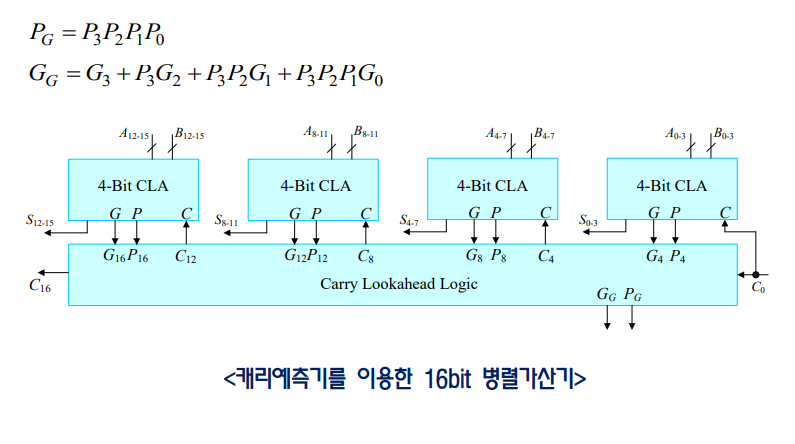 P_G = P_3P_2P_1P_0
G_G = G_3 + P_3G_2 + P_3P_2G_1 + P_3P_2P_1G_0
A_12-15 B_12-15 A_8-11 B_8-11 A_4-7 B_4-7 A_0-3 B_0-3
4-Bit CLA 4-Bit CLA 4-Bit CLA 4-Bit CLA
S_12-15 G P C S_8-11 G P C S_4-7 G P C S_0-3 G P C
G_16 P_16 C_12 G_12 P_12 C_8 G_8 P_8 C_4 G_4 P_4
C_16 Carry Lookahead Logic C_0
G_G P_G
<캐리예측기를 이용한 16bit 병렬가산기>